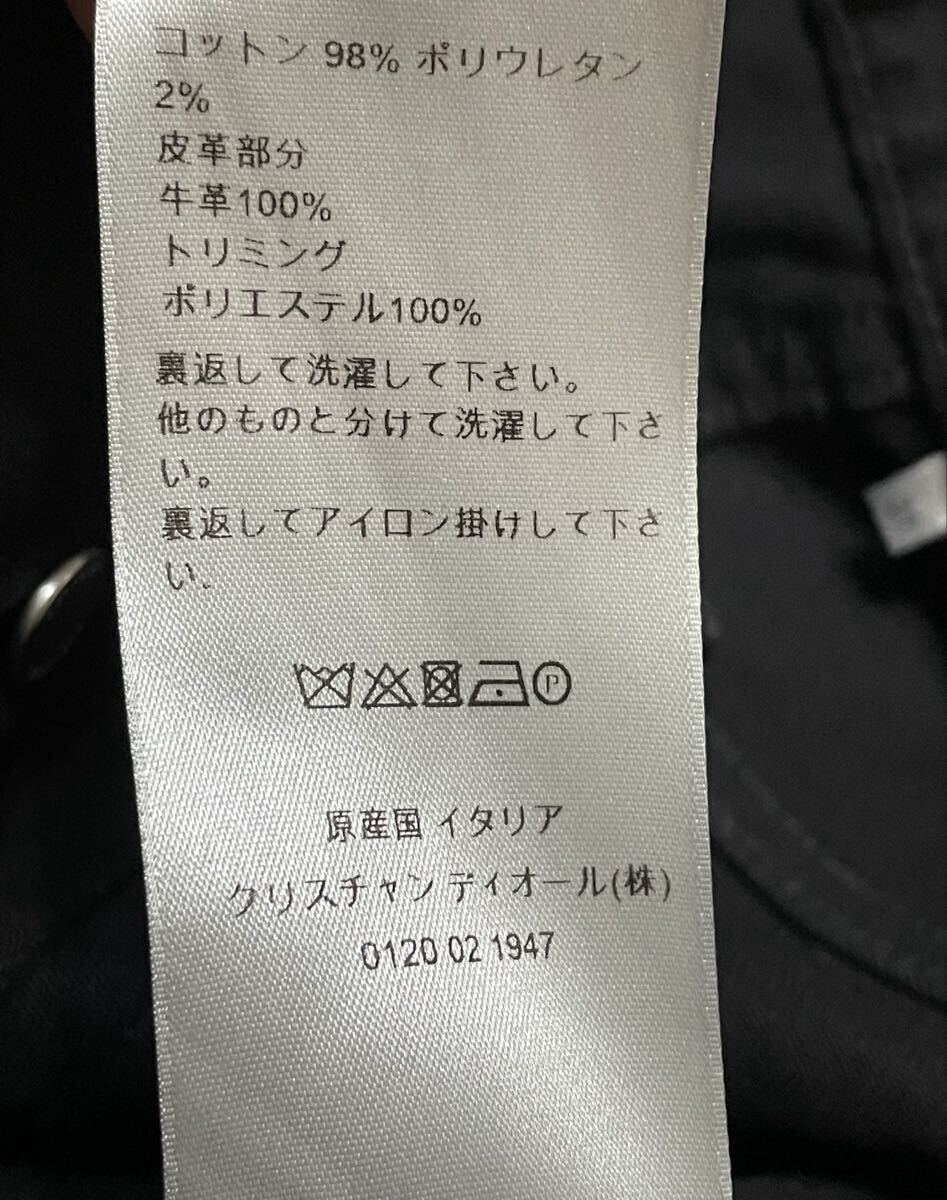 コットン 98% ポリウレタン
2%
皮革部分
牛革100%
トリミング
ポリエステル100%
裏返して洗濯して下さい。
他のものと分けて洗濯して下さ
い。
裏返してアイロン掛けして下さ
い.
P
原産国 イタリア
クリスチャン ディオール(株)
0120 02 1947